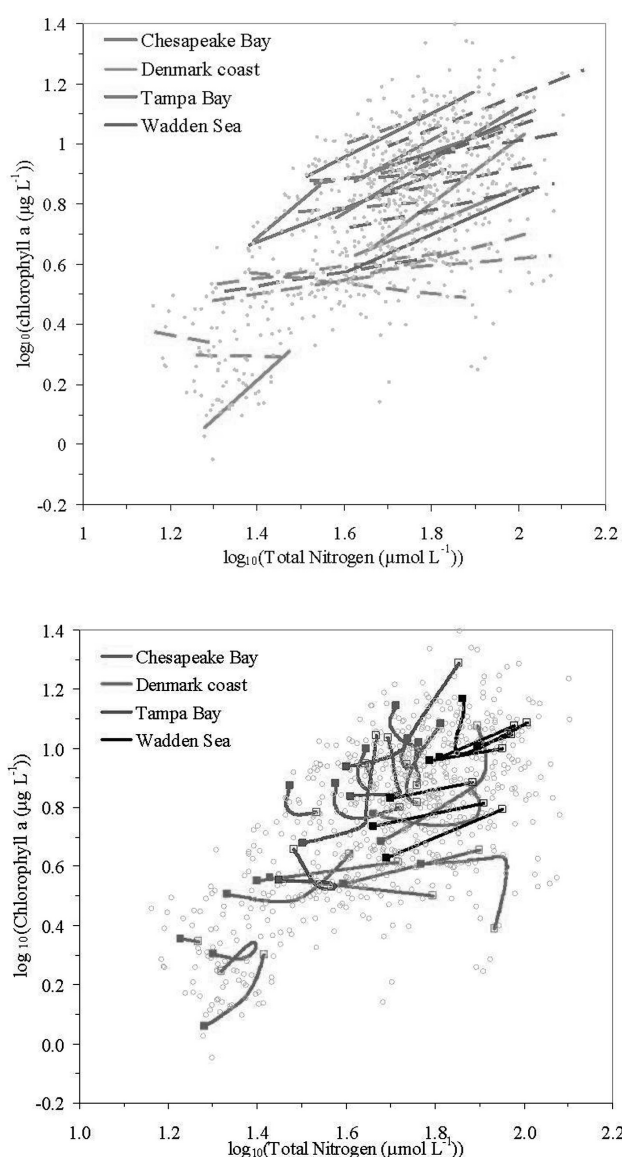 1.4
1.2
1
0.8
0.6
0.4
0.2
0
-0.2
log10(chlorophyll a (µg L-1))
Chesapeake Bay
Denmark coast
Tampa Bay
Wadden Sea
1 1.2 1.4 1.6 1.8 2 2.2
log10(Total Nitrogen (µmol L-1))
1.4
1.2
1.0
0.8
0.6
0.4
0.2
0.0
-0.2
log10(Chlorophyll a (µg L-1))
Chesapeake Bay
Denmark coast
Tampa Bay
Wadden Sea
1.0 1.2 1.4 1.6 1.8 2.0 2.2
log10(Total Nitrogen (µmol L-1))